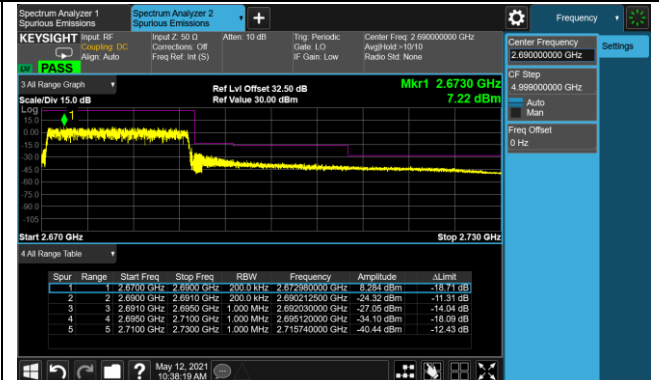 Spectrum Analyzer 1
Spurious Emissions
Spectrum Analyzer 2
Spurious Emissions
+
Frequency
KEYSIGHT
Input: RF
Coupling: DC
Align: Auto
Input Z: 50 Ω
Corrections: Off
Freq Ref: Int (S)
Atten: 10 dB
Trig: Periodic
Gate: LO
IF Gain: Low
Center Freq: 2.690000000 GHz
Avg|Hold:>10/10
Radio Std: None
PASS
Center Frequency
2.690000000 GHz
Settings
CF Step
4.999000000 GHz
Auto
Man
Freq Offset
0 Hz
3 All Range Graph
Scale/Div 15.0 dB
Ref Lvl Offset 32.50 dB
Ref Value 30.00 dBm
Mkr1 2.6730 GHz
7.22 dBm
Log
15.0
0.00
-15.0
-30.0
-45.0
-60.0
-75.0
-90.0
-105
1
Start 2.670 GHz
Stop 2.730 GHz
4 All Range Table
Spur Range Start Freq Stop Freq RBW Frequency Amplitude ΔLimit
1 1 2.6700 GHz 2.6900 GHz 200.0 kHz 2.672980000 GHz 8.284 dBm -18.71 dB
2 2 2.6900 GHz 2.6910 GHz 200.0 kHz 2.690212500 GHz -24.32 dBm -11.31 dB
3 3 2.6910 GHz 2.6950 GHz 1.000 MHz 2.692030000 GHz -27.05 dBm -14.04 dB
4 4 2.6950 GHz 2.7100 GHz 1.000 MHz 2.695120000 GHz -34.10 dBm -18.09 dB
5 5 2.7100 GHz 2.7300 GHz 1.000 MHz 2.715740000 GHz -40.44 dBm -12.43 dB
?
May 12, 2021
10:38:19 AM